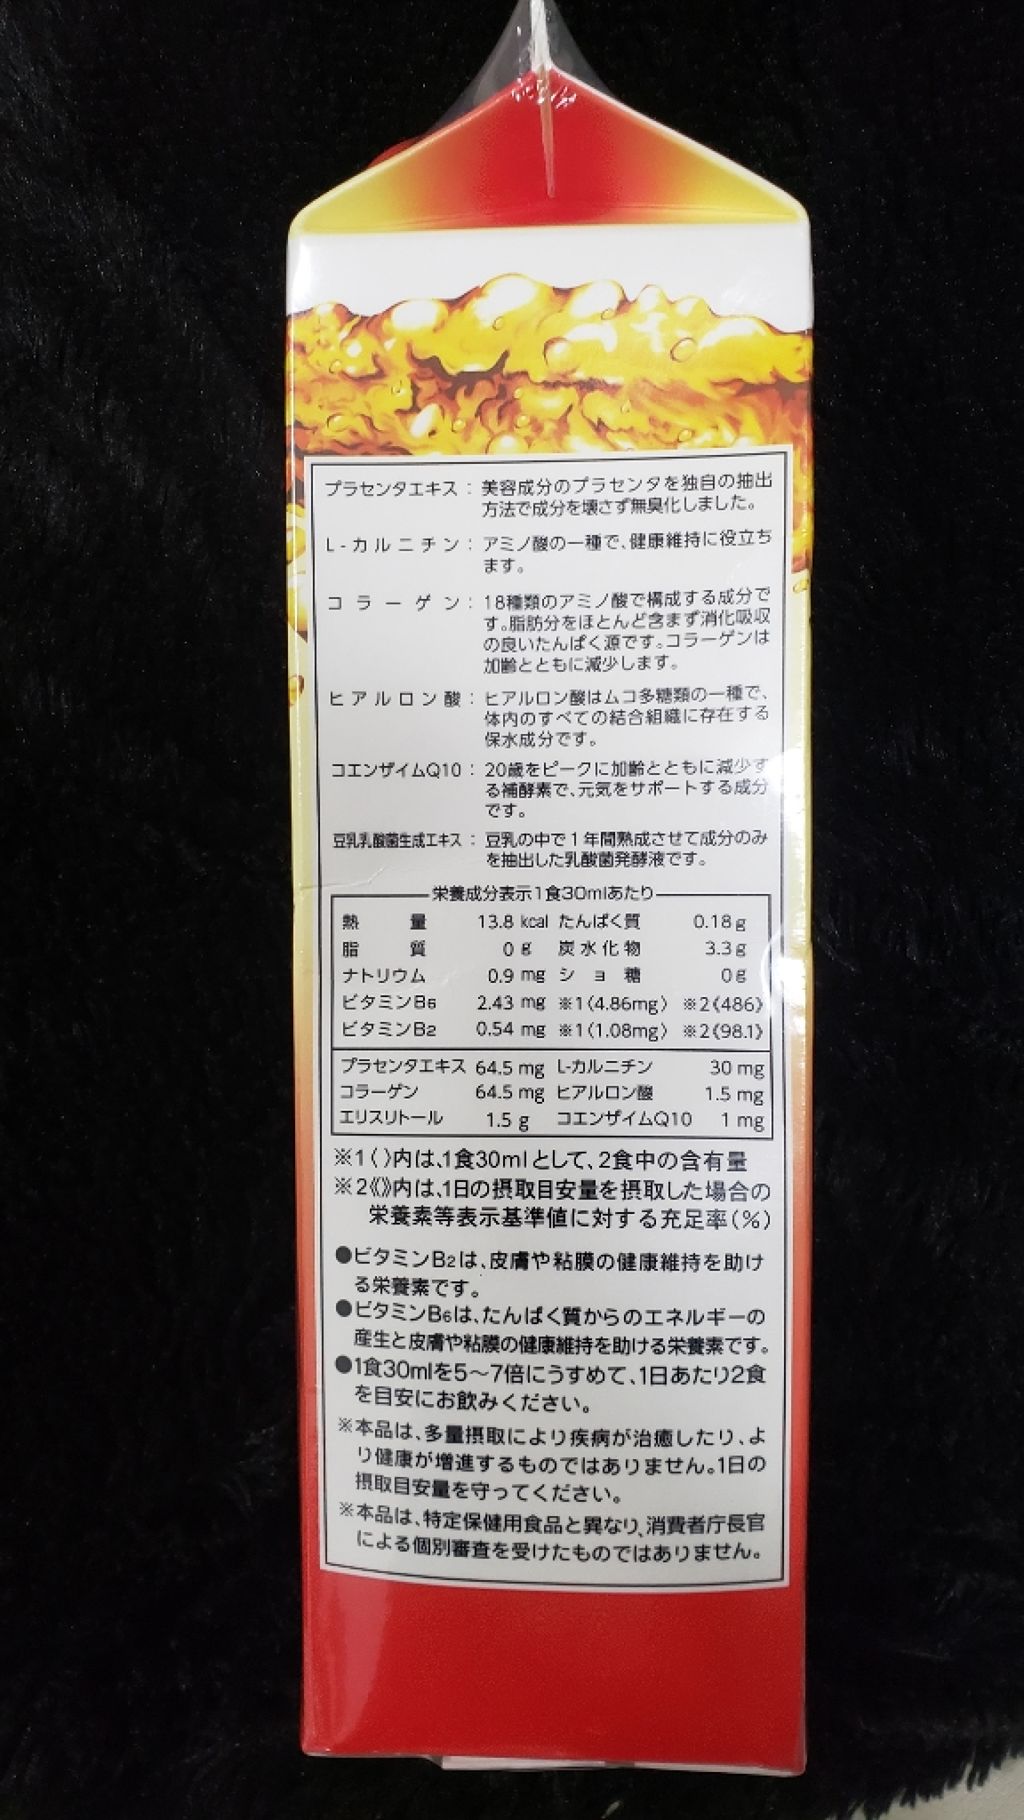 プラセンタエキス：美容成分のプラセンタを独自の抽出
方法で成分を壊さず無臭化しました。
L-カルニチン：アミノ酸の一種で、健康維持に役立ち
ます。
コラーゲン：18種類のアミノ酸で構成する成分で
す。脂肪分をほとんど含まず消化吸収
の良いたんぱく源です。コラーゲンは
加齢とともに減少します。
ヒアルロン酸：ヒアルロン酸はムコ多糖類の一種で、
体内のすべての結合組織に存在する
保水成分です。
コエンザイムQ10：20歳をピークに加齢とともに減少す
る補酵素で、元気をサポートする成分
です。
豆乳乳酸菌生成エキス：豆乳の中で1年間熟成させて成分のみ
を抽出した乳酸菌発酵液です。
栄養成分表示1食30mlあたり
熱量 13.8 kcal たんぱく質 0.18g
脂質 0g 炭水化物 3.3g
ナトリウム 0.9 mg ショ糖 0g
ビタミンB6 2.43 mg ※1(4.86mg) ※2《486》
ビタミンB2 0.54 mg ※1(1.08mg) ※2《98.1》
プラセンタエキス 64.5 mg L-カルニチン 30 mg
コラーゲン 64.5 mg ヒアルロン酸 1.5 mg
エリスリトール 1.5 g コエンザイムQ10 1 mg
※1()内は、1食30mlとして、2食中の含有量
※2《》内は、1日の摂取目安量を摂取した場合の
栄養素等表示基準値に対する充足率(%)
●ビタミンB2は、皮膚や粘膜の健康維持を助け
る栄養素です。
●ビタミンB6は、たんぱく質からのエネルギーの
産生と皮膚や粘膜の健康維持を助ける栄養素です。
●1食30mlを5〜7倍にうすめて、1日あたり2食
を目安にお飲みください。
※本品は、多量摂取により疾病が治癒したり、よ
り健康が増進するものではありません。1日の
摂取目安量を守ってください。
※本品は、特定保健用食品と異なり、消費者庁長官
による個別審査を受けたものではありません。